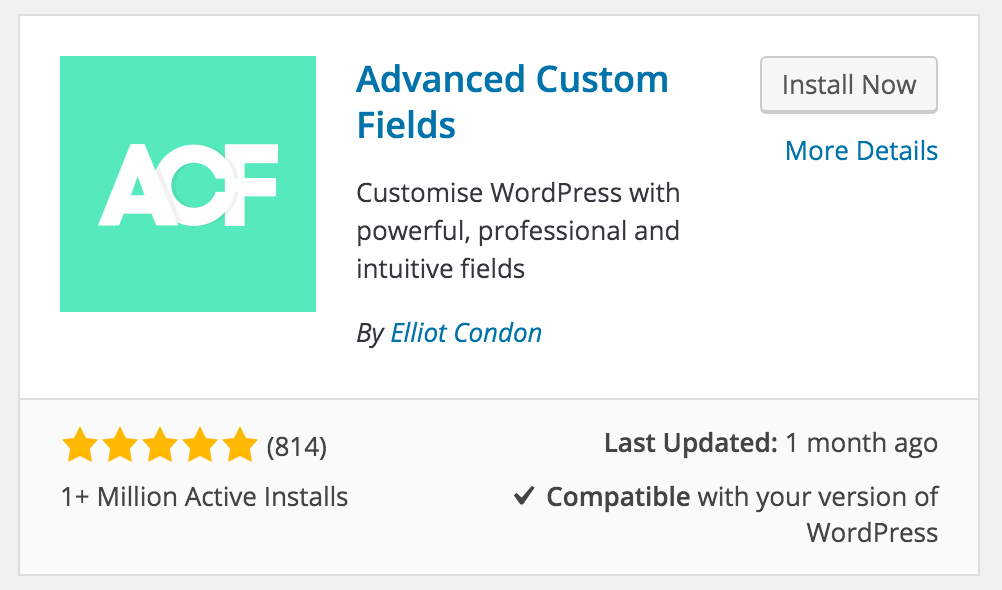 ACF
Advanced Custom
Fields
Install Now
More Details
Customise WordPress with
powerful, professional and
intuitive fields
By Elliot Condon
(814)
Last Updated: 1 month ago
1+ Million Active Installs
Compatible with your version of
WordPress